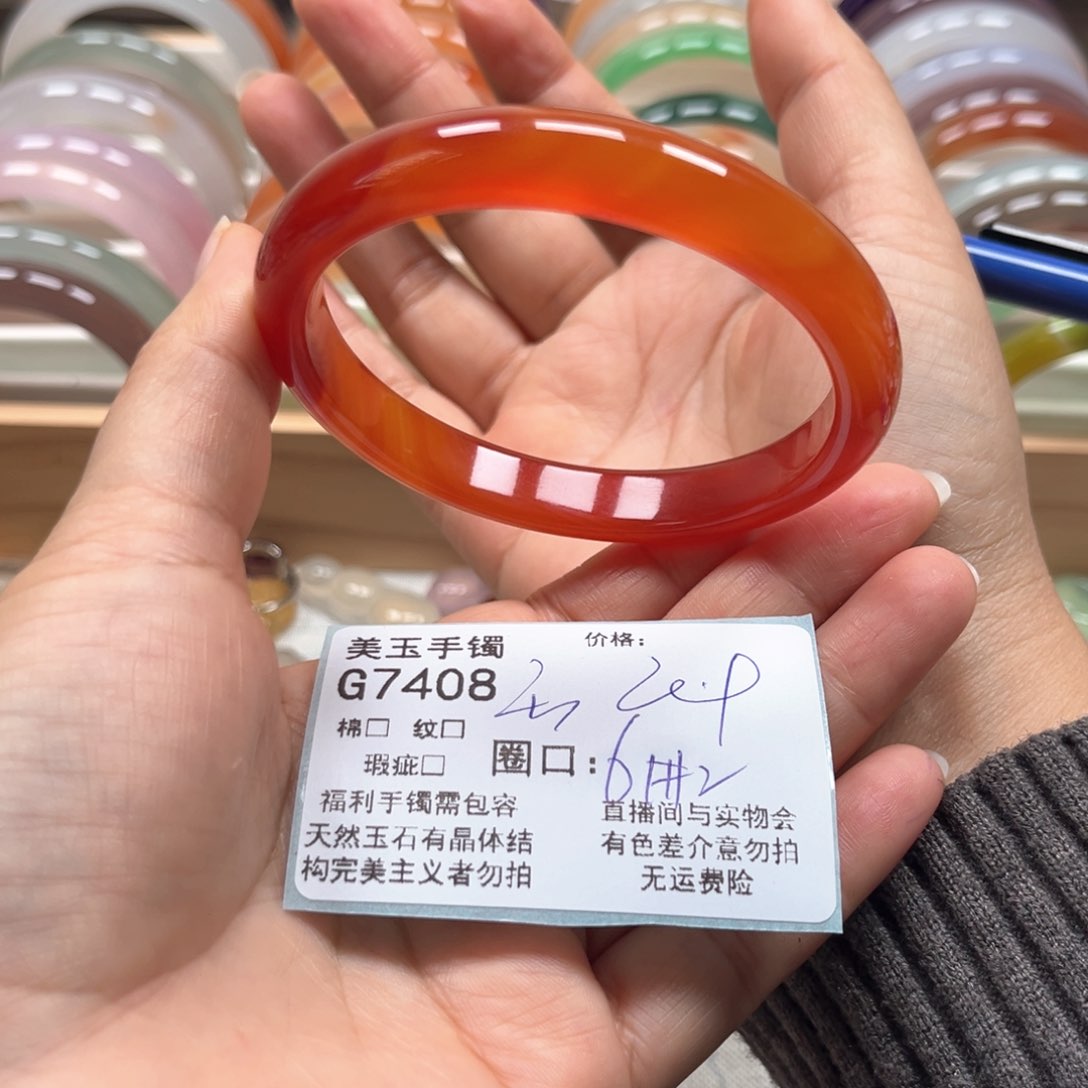 美玉手镯 价格:
G7408
棉□ 纹□
瑕疵□ 圈口:
福利手镯需包容
天然玉石有晶体结
构完美主义者勿拍
直播间与实物会
有色差介意勿拍
无运费险